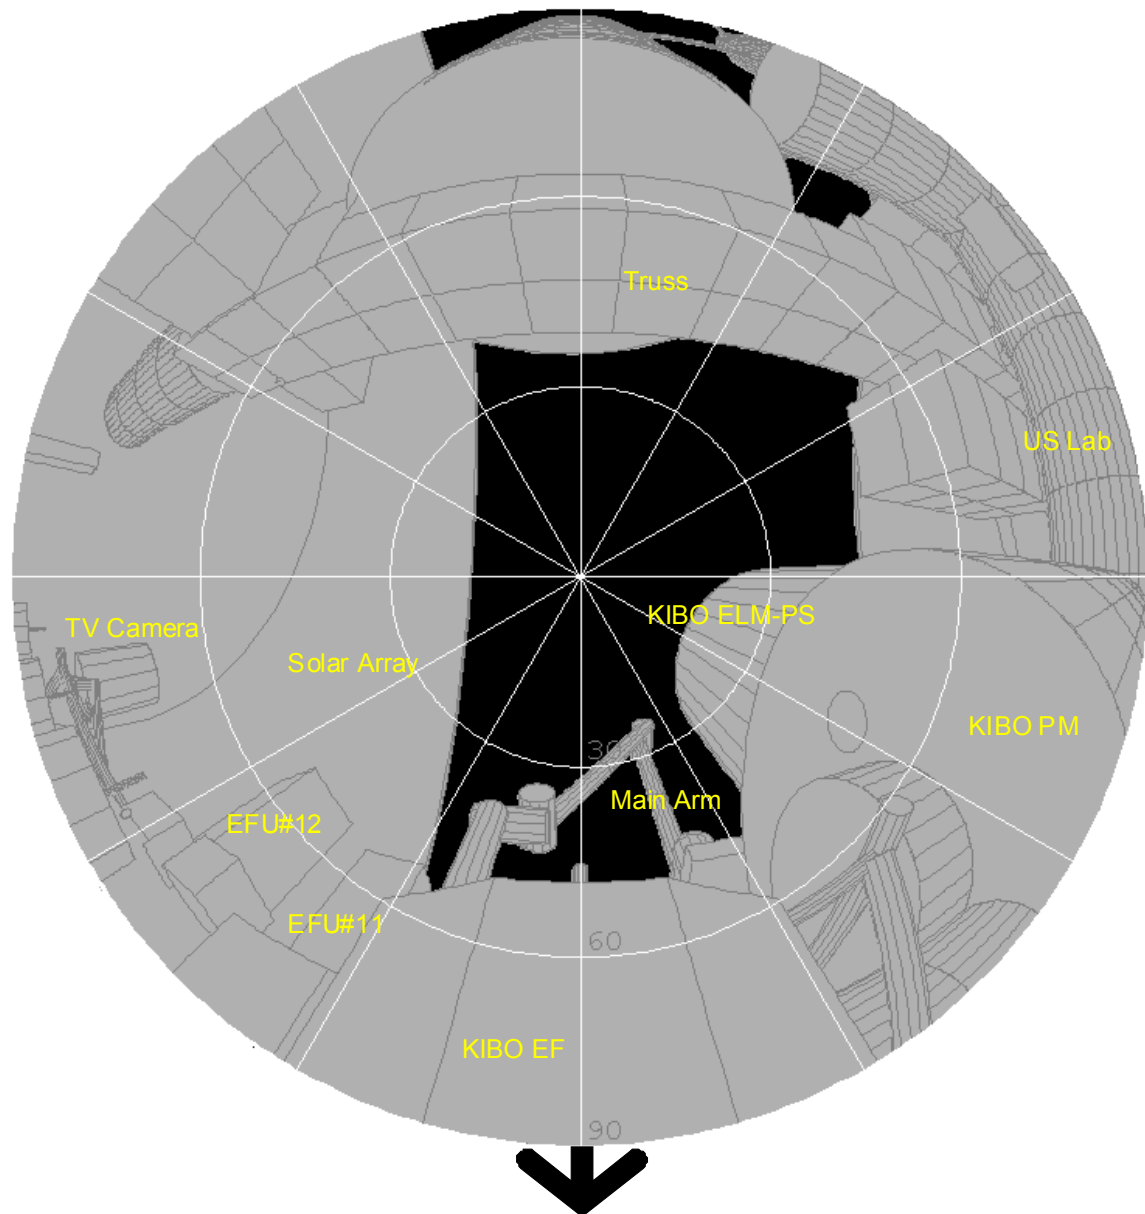 Truss
US Lab
KIBO ELM-PS
TV Camera
Solar Array
KIBO PM
30
Main Arm
EFU#12
EFU#11
60
KIBO EF
90